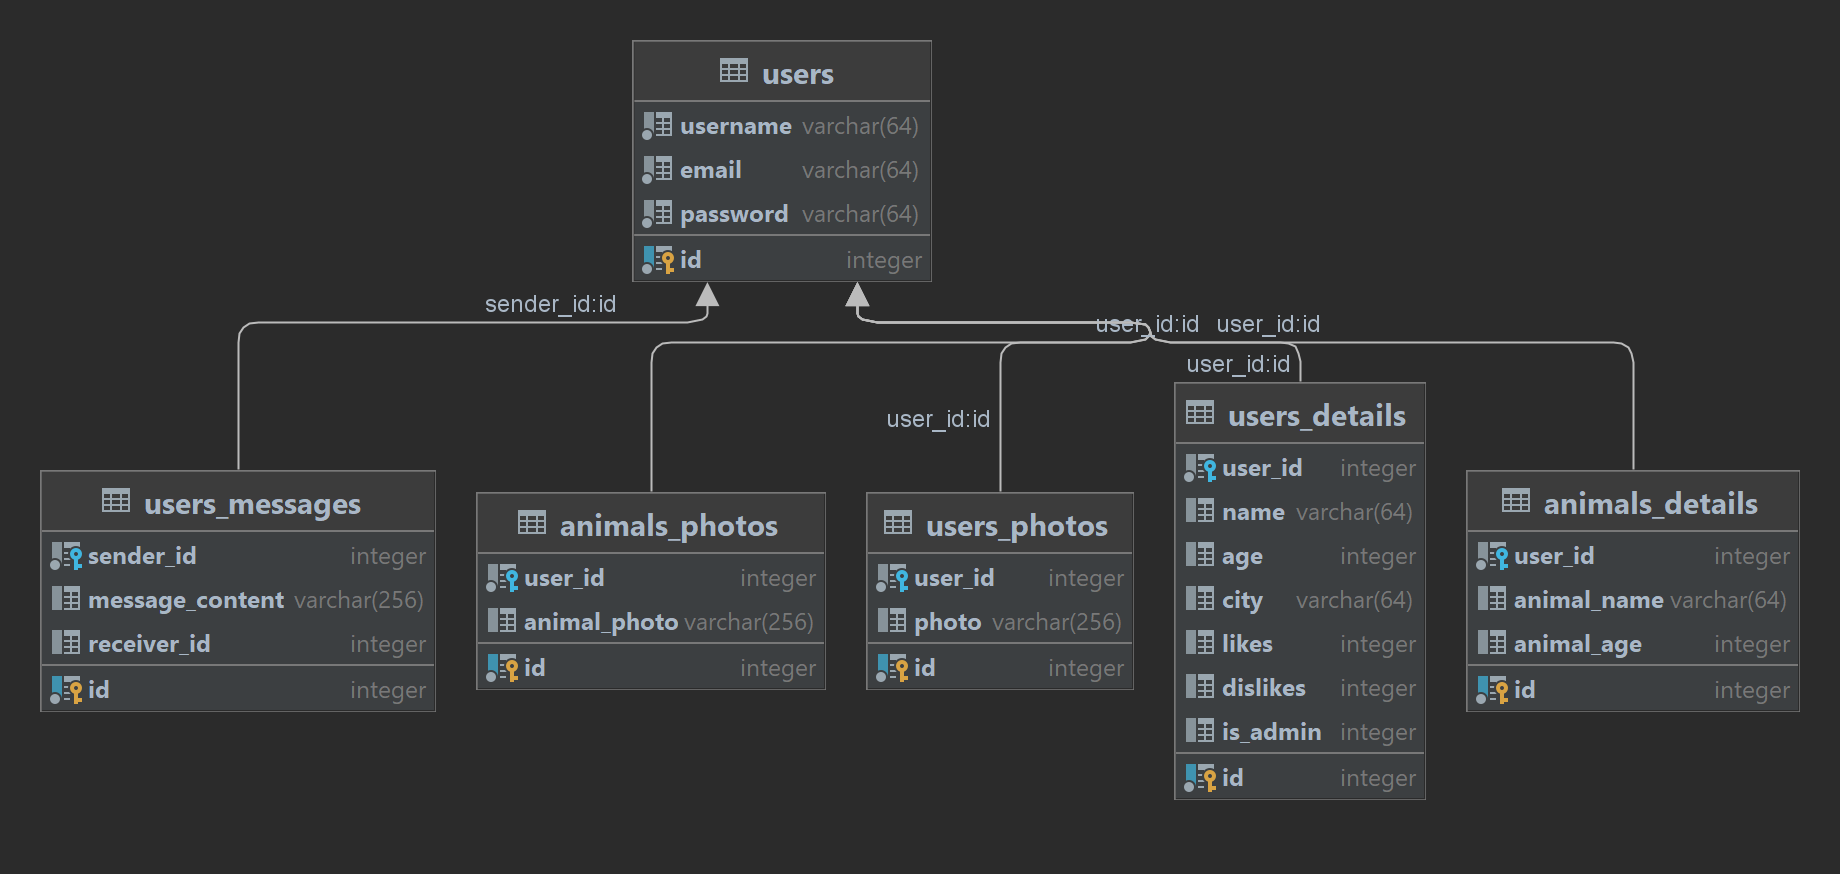 users
username varchar(64)
email varchar(64)
password varchar(64)
id integer
sender_id:id
user_id:id
user_id:id
user_id:id
user_id:id
users_messages
sender_id integer
message_content varchar(256)
receiver_id integer
id integer
animals_photos
user_id integer
animal_photo varchar(256)
id integer
users_photos
user_id integer
photo varchar(256)
id integer
users_details
user_id integer
name varchar(64)
age integer
city varchar(64)
likes integer
dislikes integer
is_admin integer
id integer
animals_details
user_id integer
animal_name varchar(64)
animal_age integer
id integer